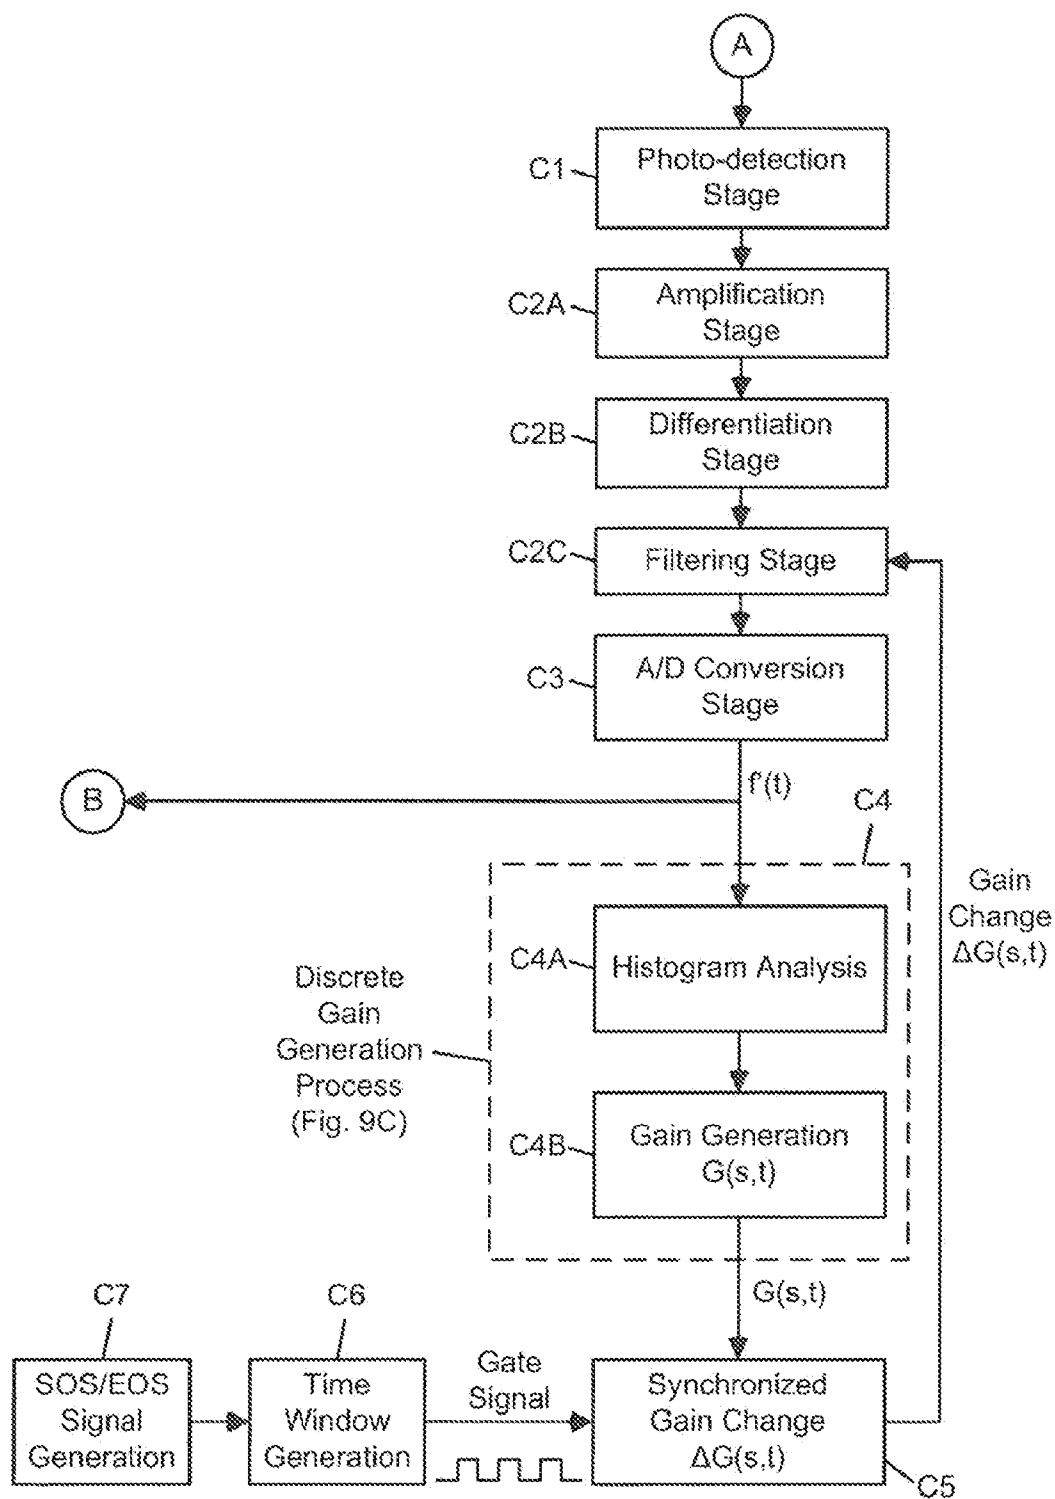 A
C1
Photo-detection
Stage
C2A
Amplification
Stage
C2B
Differentiation
Stage
C2C
Filtering Stage
C3
A/D Conversion
Stage
f'(t)
B
C4
Gain
Change
ΔG(s,t)
C4A
Histogram Analysis
Discrete
Gain
Generation
Process
(Fig. 9C)
C4B
Gain Generation
G(s,t)
G(s,t)
C7
SOS/EOS
Signal
Generation
C6
Time
Window
Generation
Gate
Signal
Synchronized
Gain Change
ΔG(s,t)
C5